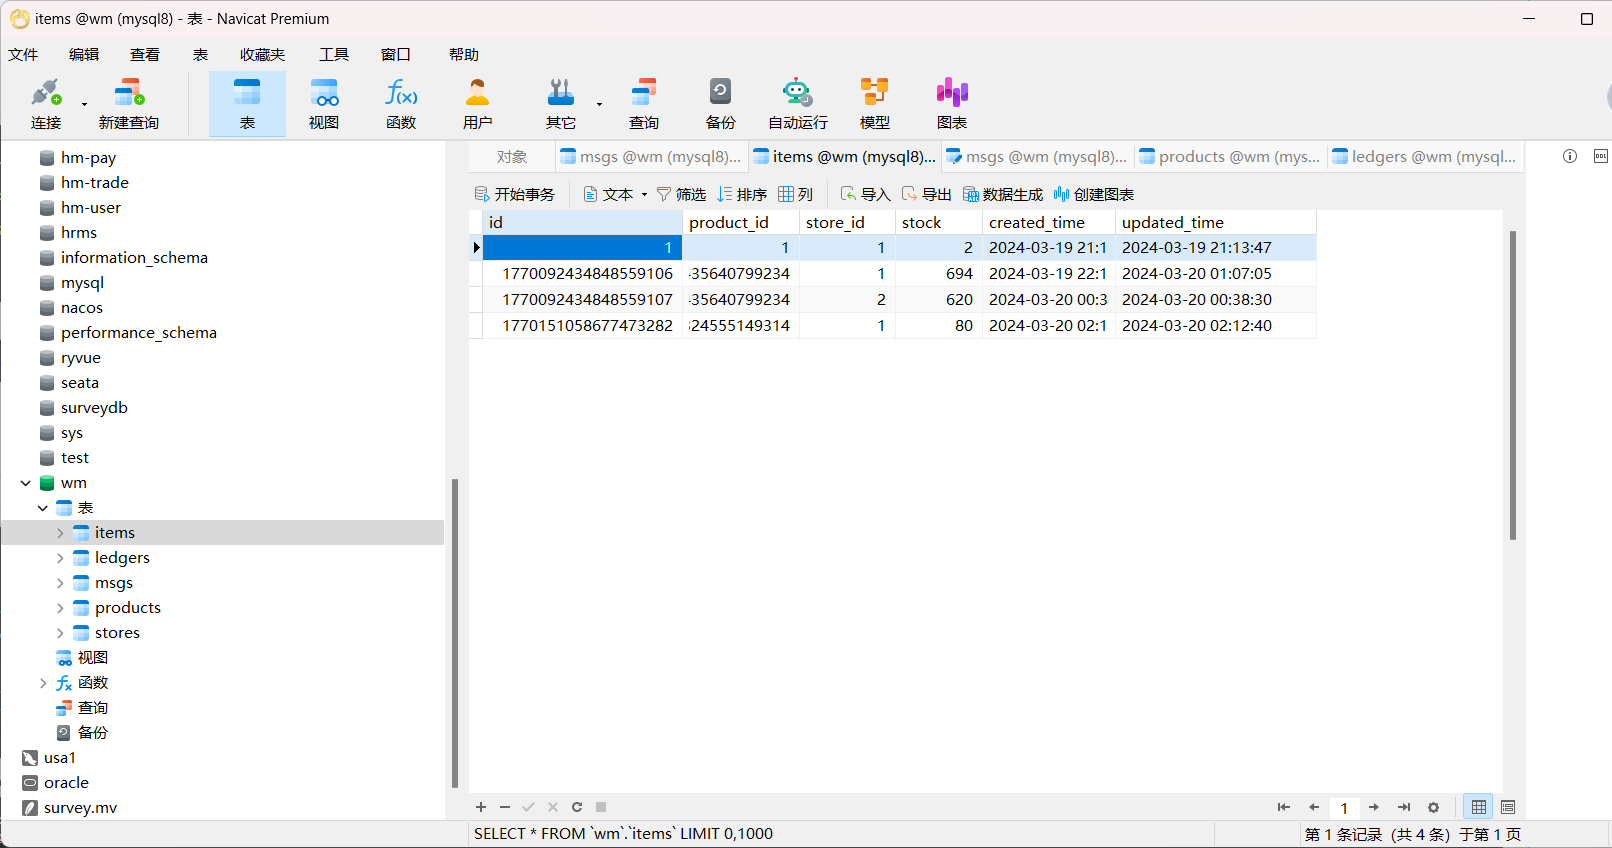 items @wm (mysql8) - 表 - Navicat Premium
文件 编辑 查看 表 收藏夹 工具 窗口 帮助
连接 新建查询 表 视图 函数 用户 其它 查询 备份 自动运行 模型 图表
hm-pay
hm-trade
hm-user
hrms
information_schema
mysql
nacos
performance_schema
ryvue
seata
surveydb
sys
test
wm
表
items
ledgers
msgs
products
stores
视图
函数
查询
备份
usa1
oracle
survey.mv
对象 msgs @wm (mysql8)... items @wm (mysql8)... msgs @wm (mysql8)... products @wm (mys... ledgers @wm (mysql...
开始事务 文本 筛选 排序 列 导入 导出 数据生成 创建图表
id product_id store_id stock created_time updated_time
1 1 1 2 2024-03-19 21:1 2024-03-19 21:13:47
1770092434848559106 435640799234 1 694 2024-03-19 22:1 2024-03-20 01:07:05
1770092434848559107 435640799234 2 620 2024-03-20 00:3 2024-03-20 00:38:30
1770151058677473282 324555149314 1 80 2024-03-20 02:1 2024-03-20 02:12:40
1
SELECT * FROM `wm`.`items` LIMIT 0,1000
第 1 条记录 (共 4 条) 于第 1 页